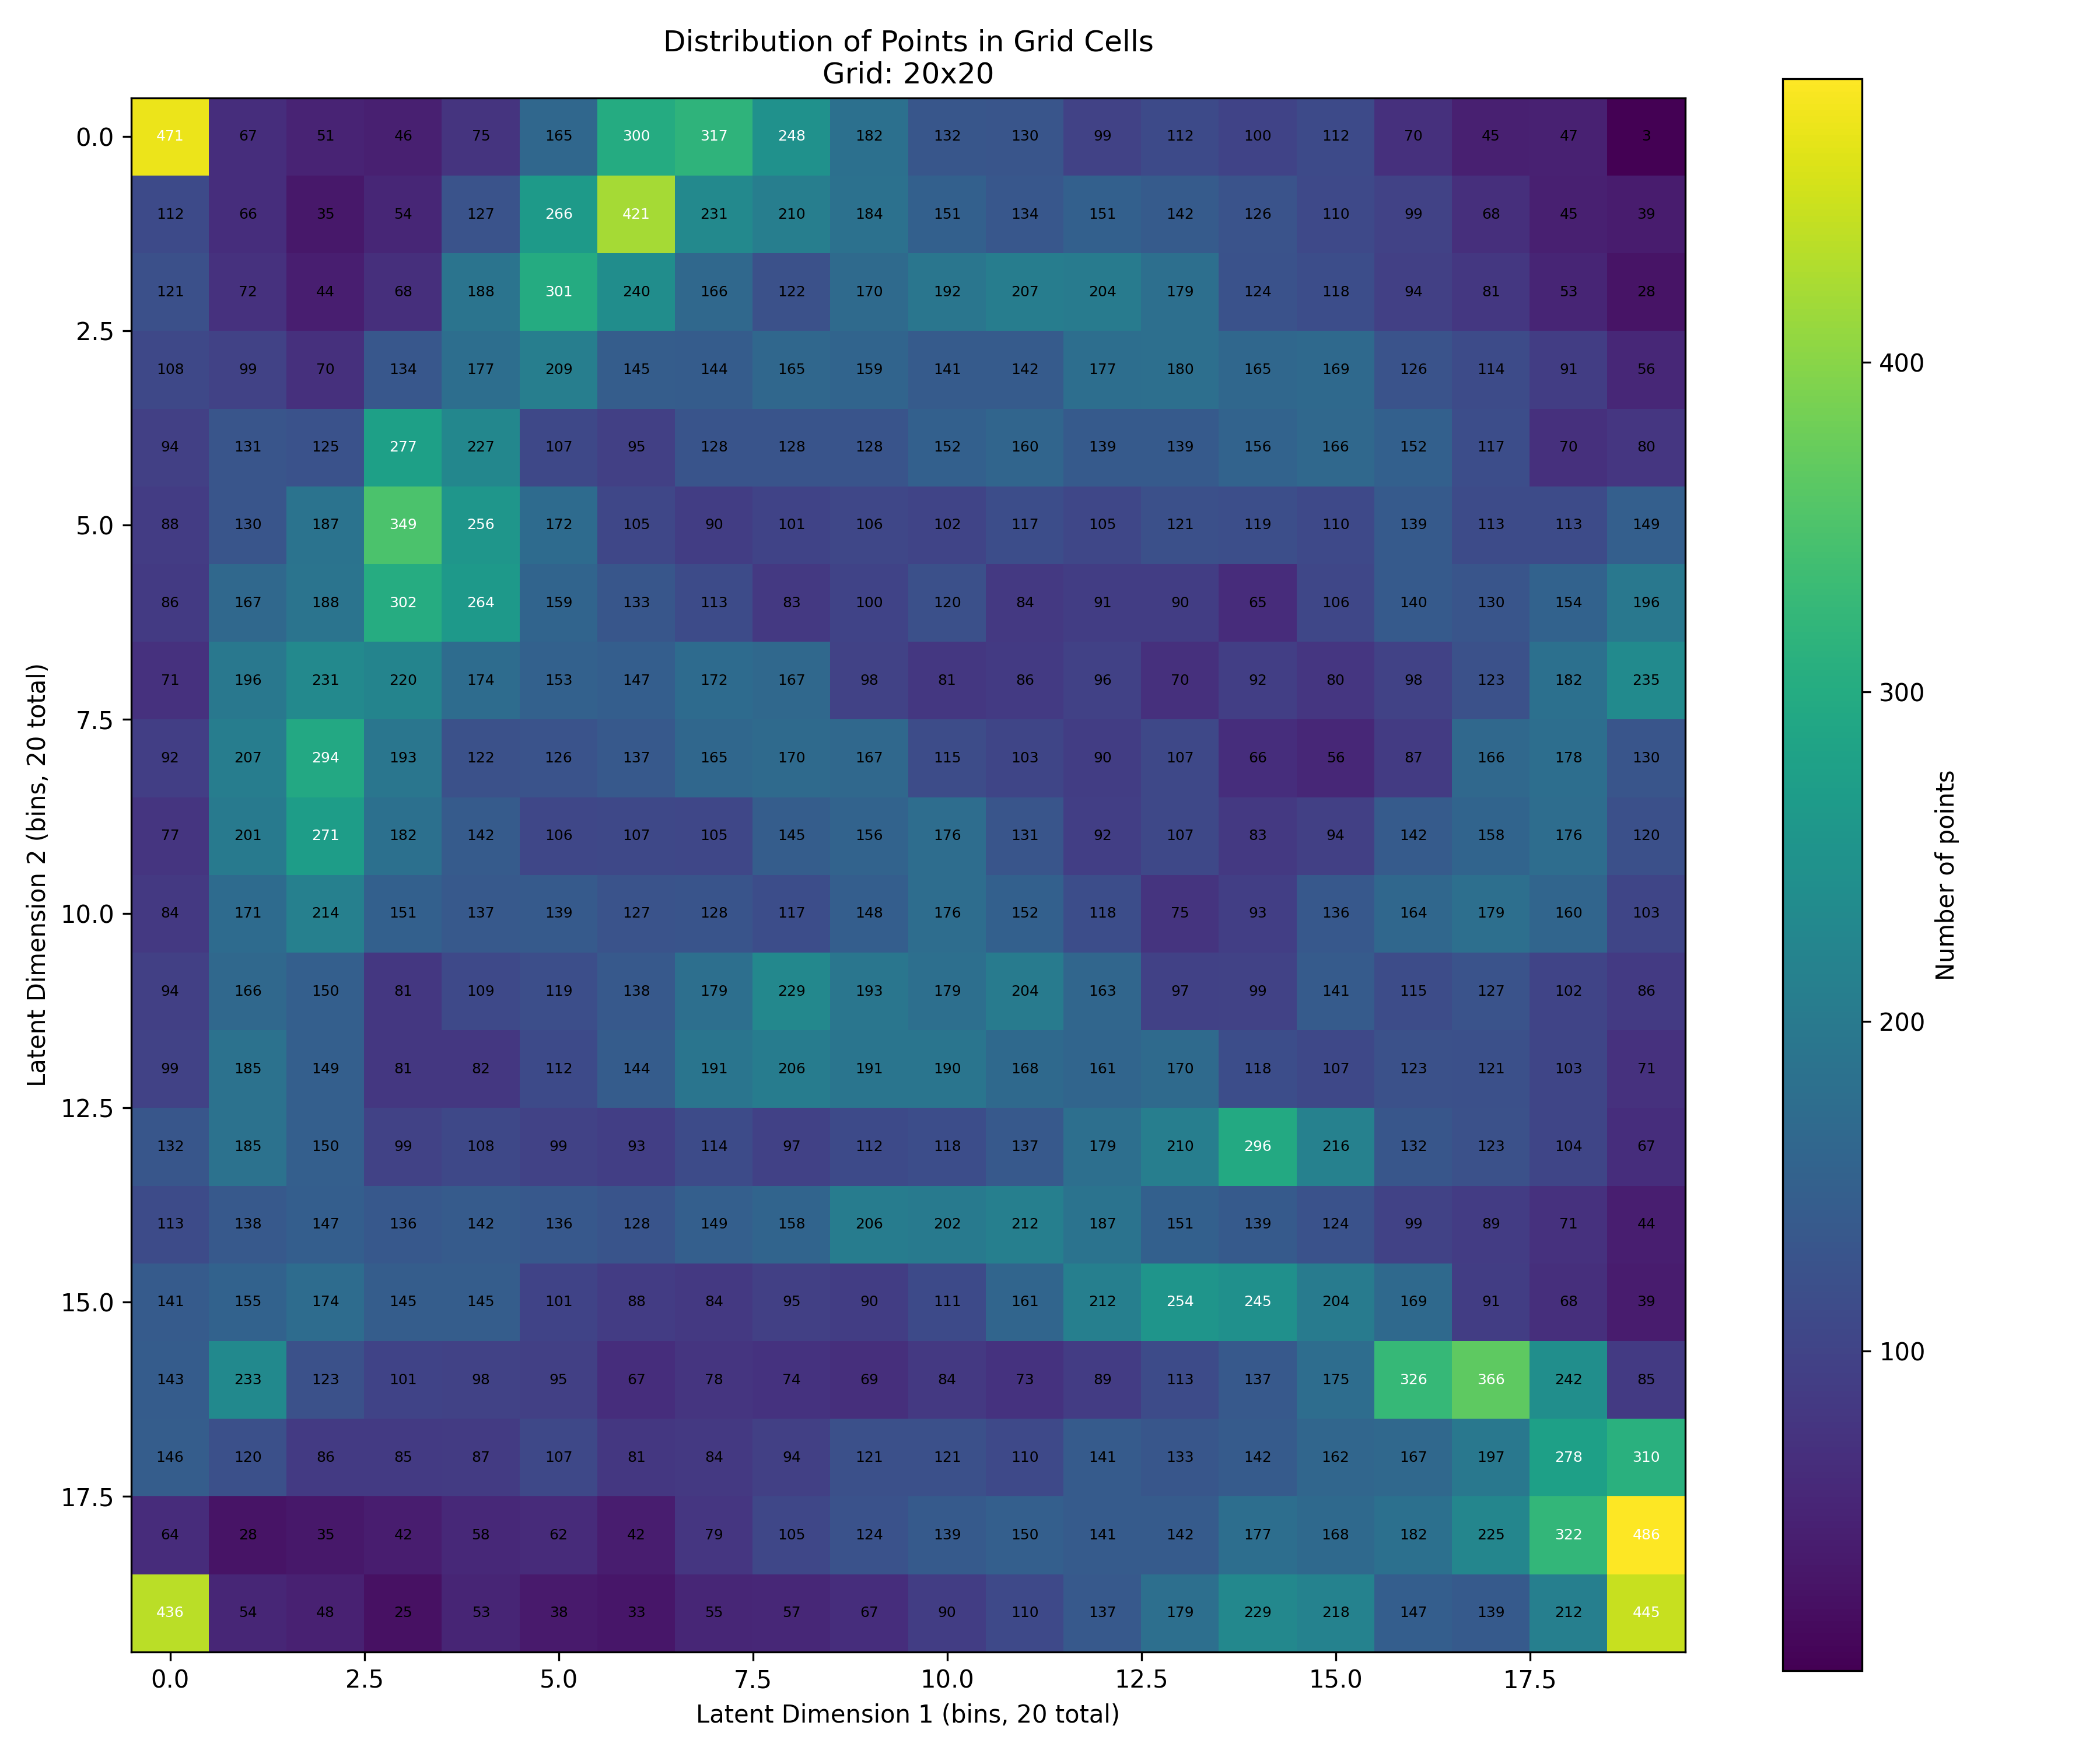 Distribution of Points in Grid Cells
Grid: 20x20
0.0 471 67 51 46 75 165 300 317 248 182 132 130 99 112 100 112 70 45 47 3
112 66 35 54 127 266 421 231 210 184 151 134 151 142 126 110 99 68 45 39
121 72 44 68 188 301 240 166 122 170 192 207 204 179 124 118 94 81 53 28
2.5
108 99 70 134 177 209 145 144 165 159 141 142 177 180 165 169 126 114 91 56
400
94 131 125 277 227 107 95 128 128 128 152 160 139 139 156 166 152 117 70 80
5.0 88 130 187 349 256 172 105 90 101 106 102 117 105 121 119 110 139 113 113 149
86 167 188 302 264 159 133 113 83 100 120 84 91 90 65 106 140 130 154 196
71 196 231 220 174 153 147 172 167 98 81 86 96 70 92 80 98 123 182 235
300
7.5
92 207 294 193 122 126 137 165 170 167 115 103 90 107 66 56 87 166 178 130
77 201 271 182 142 106 107 105 145 156 176 131 92 107 83 94 142 158 176 120
Latent Dimension 2 (bins, 20 total)
Number of points
10.0 84 171 214 151 137 139 127 128 117 148 176 152 118 75 93 136 164 179 160 103
94 166 150 81 109 119 138 179 229 193 179 204 163 97 99 141 115 127 102 86
200
99 185 149 81 82 112 144 191 206 191 190 168 161 170 118 107 123 121 103 71
12.5
132 185 150 99 108 99 93 114 97 112 118 137 179 210 296 216 132 123 104 67
113 138 147 136 142 136 128 149 158 206 202 212 187 151 139 124 99 89 71 44
15.0 141 155 174 145 145 101 88 84 95 90 111 161 212 254 245 204 169 91 68 39
100
143 233 123 101 98 95 67 78 74 69 84 73 89 113 137 175 326 366 242 85
146 120 86 85 87 107 81 84 94 121 121 110 141 133 142 162 167 197 278 310
17.5
64 28 35 42 58 62 42 79 105 124 139 150 141 142 177 168 182 225 322 486
436 54 48 25 53 38 33 55 57 67 90 110 137 179 229 218 147 139 212 445
0.0 2.5 5.0 7.5 10.0 12.5 15.0 17.5
Latent Dimension 1 (bins, 20 total)